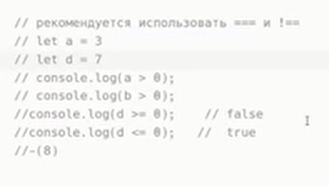 // рекомендуется использовать === и !==
// let a = 3
// let d = 7
// console.log(a > 0);
// console.log(b > 0);
//console.log(d >= 0);    // false
//console.log(d <= 0);   //  true
//-(8)